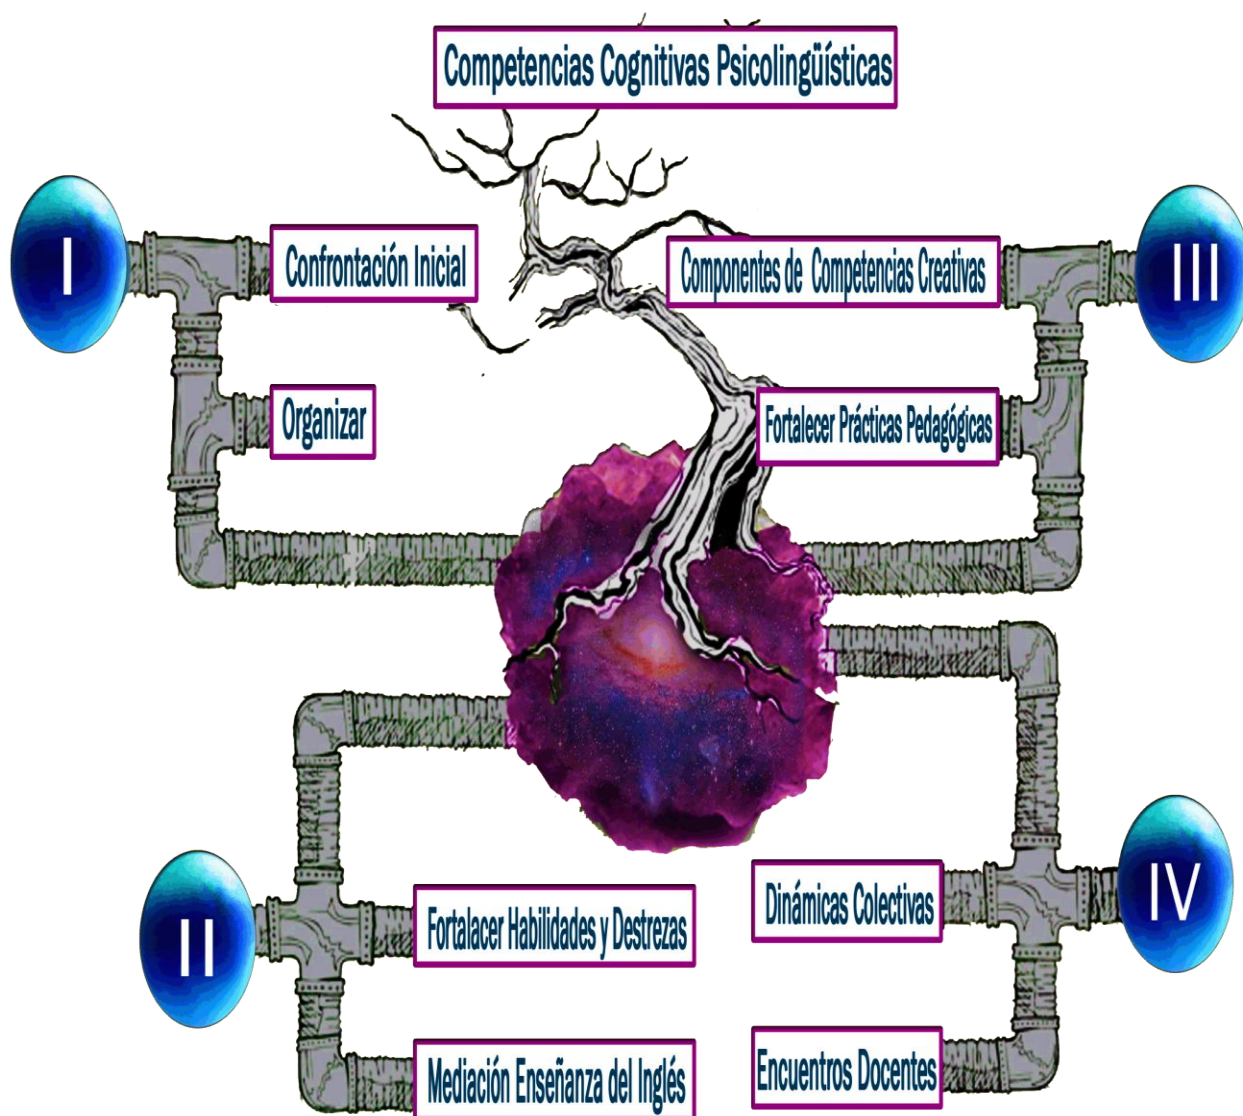 Competencias Cognitivas Psicolingüísticas
I
Confrontación Inicial
Organizar
III
Componentes de Competencias Creativas
Fortalecer Prácticas Pedagógicas
II
Fortalacer Habilidades y Destrezas
Mediación Enseñanza del Inglés
IV
Dinámicas Colectivas
Encuentros Docentes